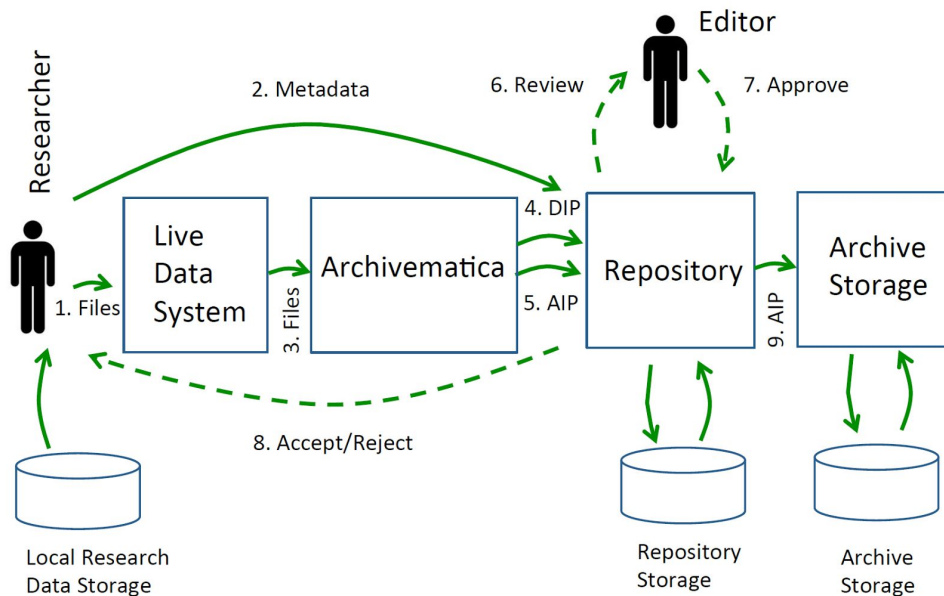 Editor
Researcher
2. Metadata
6. Review
7. Approve
4. DIP
Live
Data
System
Archivematica
Repository
Archive
Storage
1. Files
3. Files
5. AIP
9. AIP
8. Accept/Reject
Local Research
Data Storage
Repository
Storage
Archive
Storage